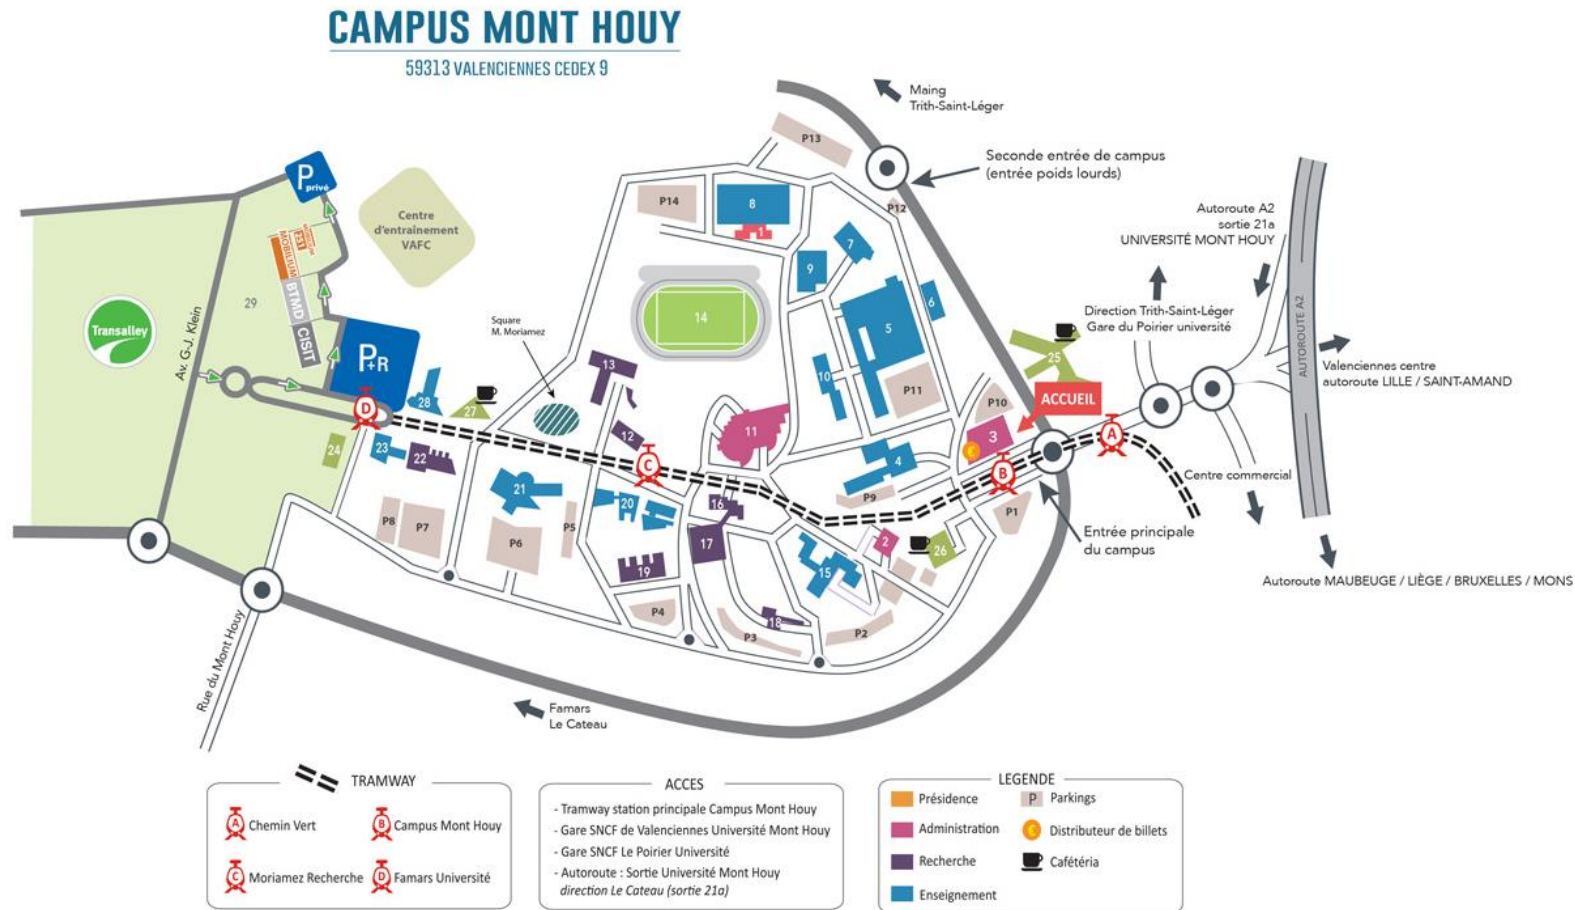 CAMPUS MONT HOUY
59313 VALENCIENNES CEDEX 9
Maing
Trith-Saint-Léger
Seconde entrée de campus
(entrée poids lourds)
Autoroute A2
sortie 21a
UNIVERSITÉ MONT HOUY
AUTOROUTE A2
Direction Trith-Saint-Léger
Gare du Poirier université
Valenciennes centre
autoroute LILLE / SAINT-AMAND
Centre commercial
Autoroute MAUBEUGE / LIÈGE / BRUXELLES / MONS
Entrée principale
du campus
ACCUEIL
P privé
Centre
d'entraînement
VAFC
MOBILIUM
BTMD
CISIT
29
Transalley
Av. G-J. Klein
P+R
Square
M. Moriamez
P13
P14
8
1
P12
7
9
6
5
14
10
P11
25
P10
3
€
13
12
11
4
28
27
24
23
22
21
20
16
17
19
18
15
2
26
P9
P1
P8
P7
P6
P5
P4
P3
P2
A
B
C
D
Rue du Mont Houy
Famars
Le Cateau
TRAMWAY
A Chemin Vert
B Campus Mont Houy
C Moriamez Recherche
D Famars Université
ACCES
- Tramway station principale Campus Mont Houy
- Gare SNCF de Valenciennes Université Mont Houy
- Gare SNCF Le Poirier Université
- Autoroute : Sortie Université Mont Houy
direction Le Cateau (sortie 21a)
LEGENDE
Présidence
P Parkings
Administration
€ Distributeur de billets
Recherche
Cafétéria
Enseignement